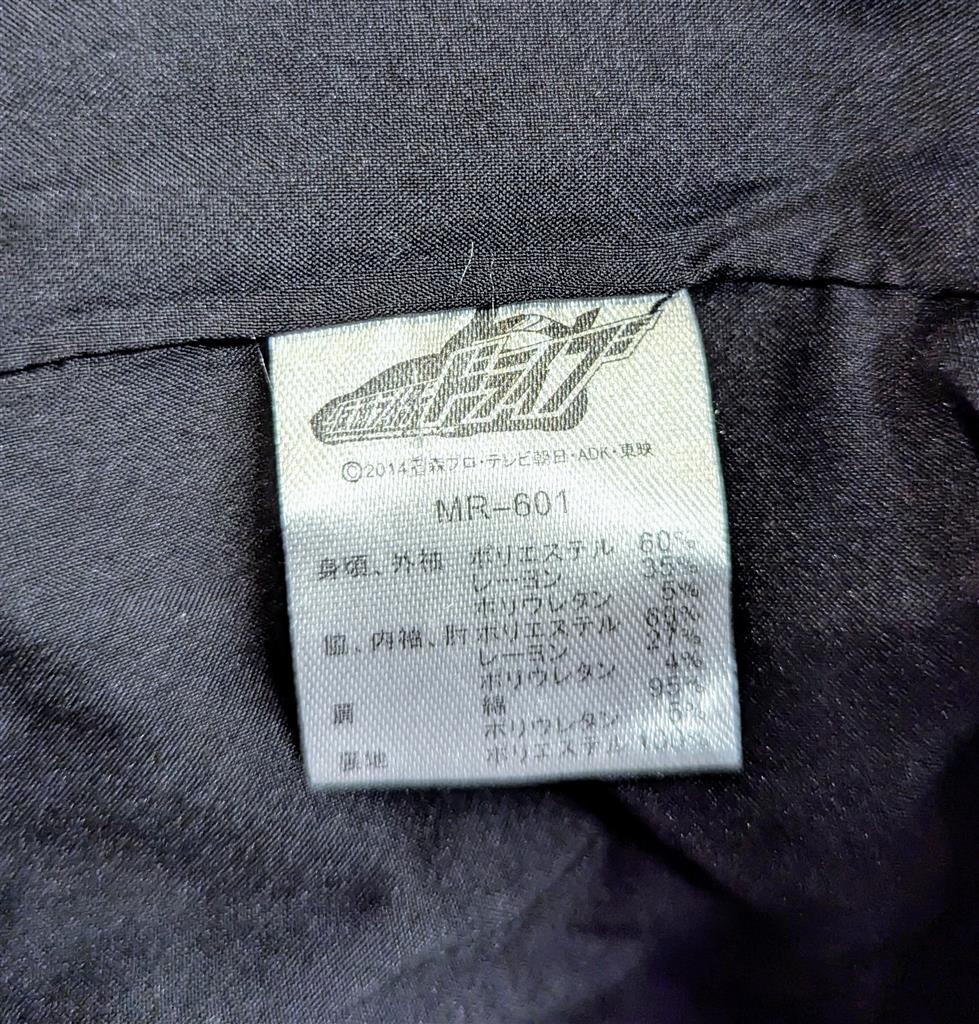 ©2014 石森プロ・テレビ朝日・ADK・東映
MR-601
身頃、外袖 ポリエステル 60%
レーヨン 35%
ポリウレタン 5%
脇、内袖、肘 ポリエステル 69%
レーヨン 27%
ポリウレタン 4%
肩 綿 95%
ポリウレタン 5%
裏地 ポリエステル 100%